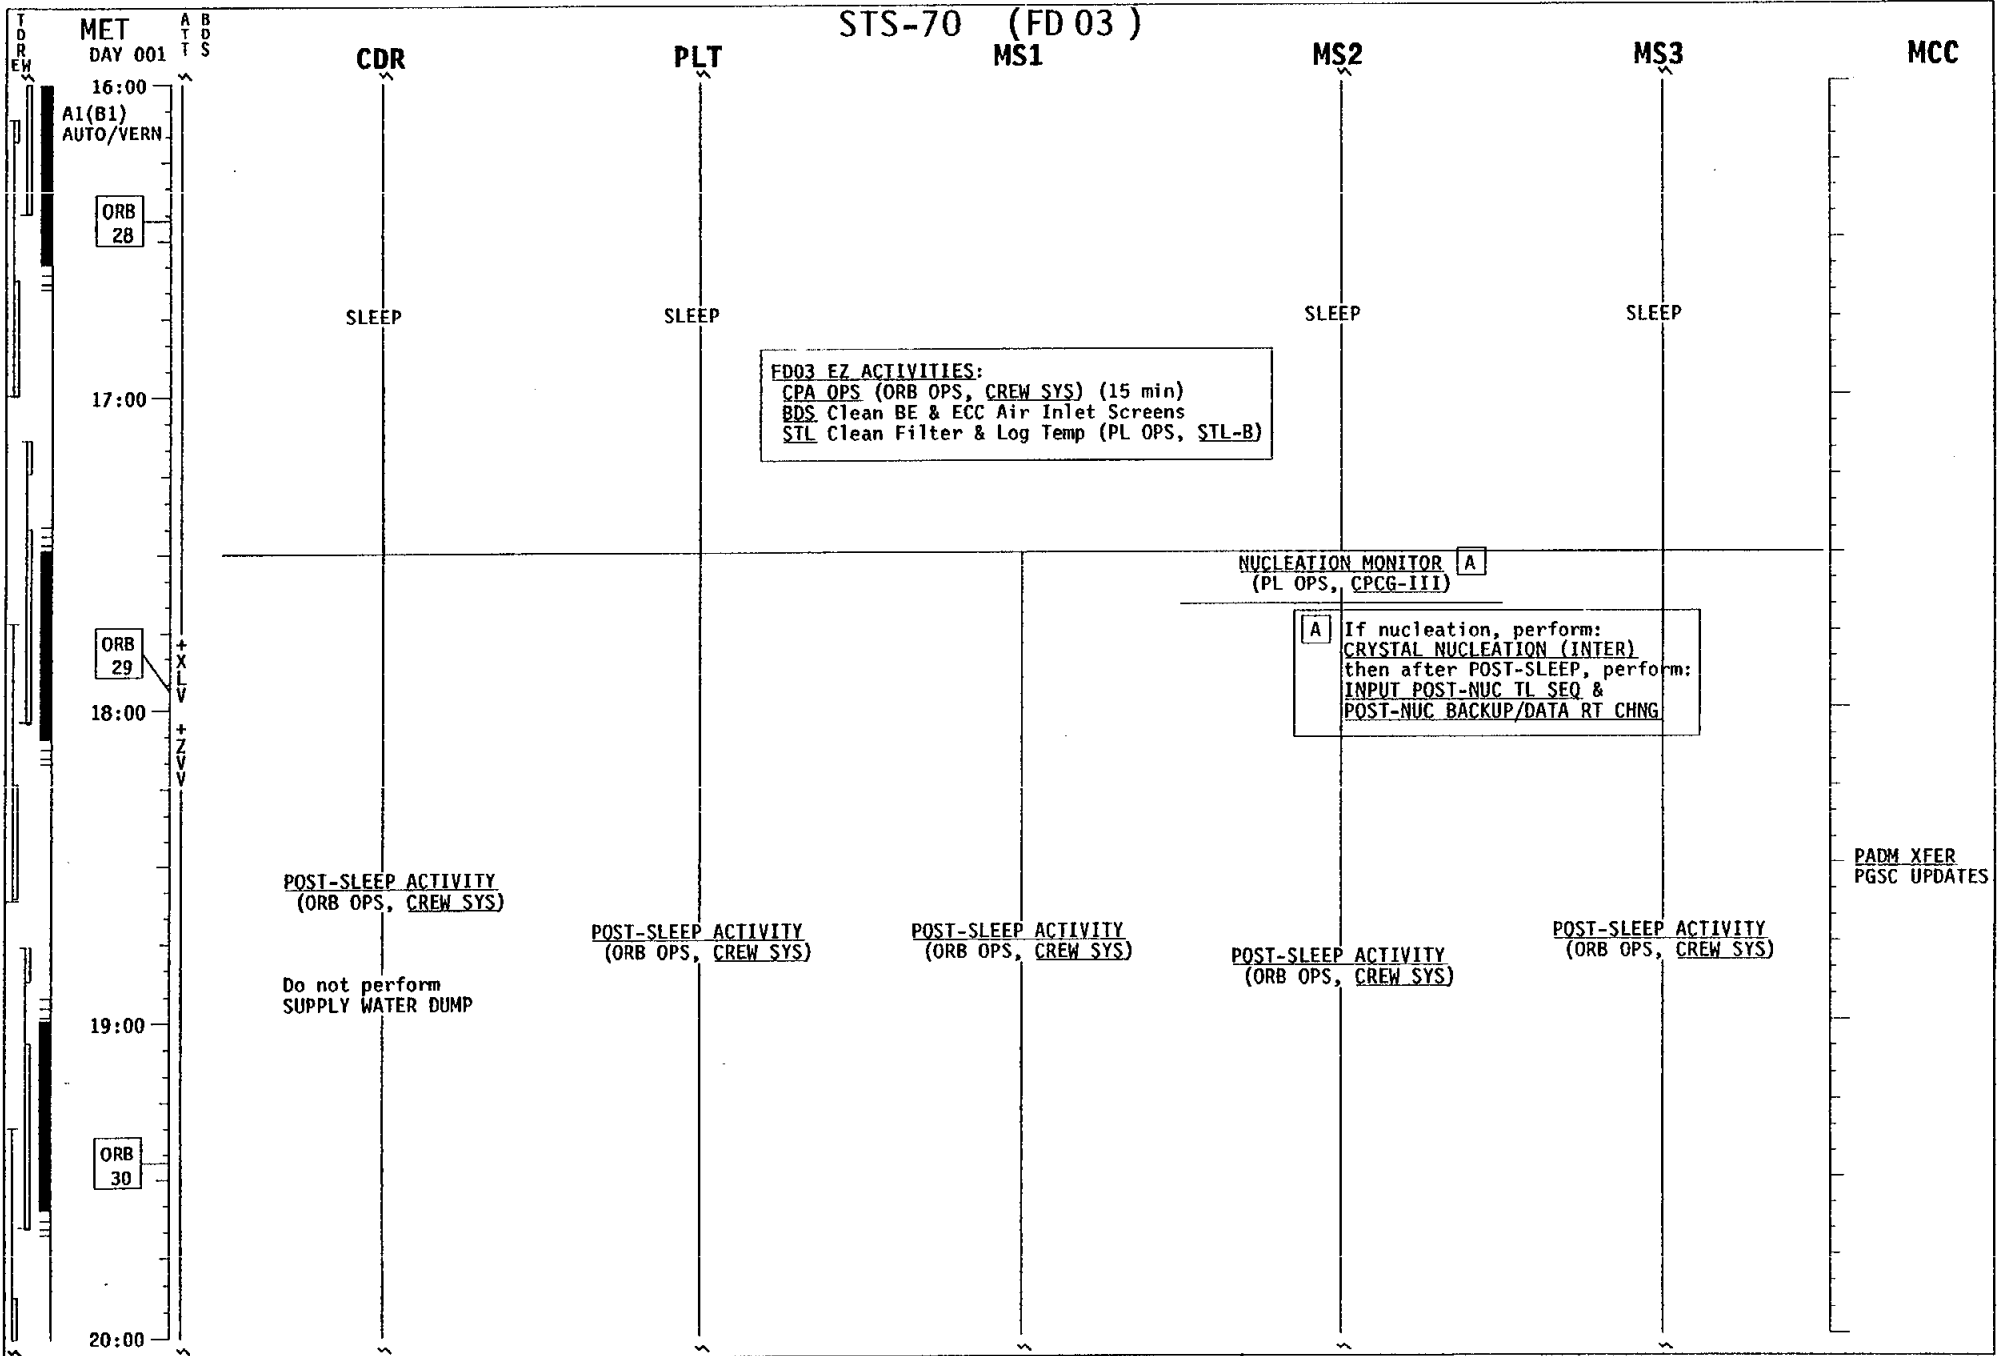 STS-70 (FD 03 )
TDRE W
MET
DAY 001
ATT
BDS
CDR
PLT
MS1
MS2
MS3
MCC
16:00
A1(B1)
AUTO/VERN
ORB
28
SLEEP
SLEEP
SLEEP
SLEEP
FD03 EZ ACTIVITIES:
CPA OPS (ORB OPS, CREW SYS) (15 min)
BDS Clean BE & ECC Air Inlet Screens
STL Clean Filter & Log Temp (PL OPS, STL-B)
17:00
NUCLEATION MONITOR A
(PL OPS, CPCG-III)
A If nucleation, perform:
CRYSTAL NUCLEATION (INTER)
then after POST-SLEEP, perform:
INPUT POST-NUC TL SEQ &
POST-NUC BACKUP/DATA RT CHNG
ORB
29
+XLV +ZVV
18:00
PADM XFER
PGSC UPDATES
POST-SLEEP ACTIVITY
(ORB OPS, CREW SYS)
POST-SLEEP ACTIVITY
(ORB OPS, CREW SYS)
POST-SLEEP ACTIVITY
(ORB OPS, CREW SYS)
POST-SLEEP ACTIVITY
(ORB OPS, CREW SYS)
POST-SLEEP ACTIVITY
(ORB OPS, CREW SYS)
Do not perform
SUPPLY WATER DUMP
19:00
ORB
30
20:00